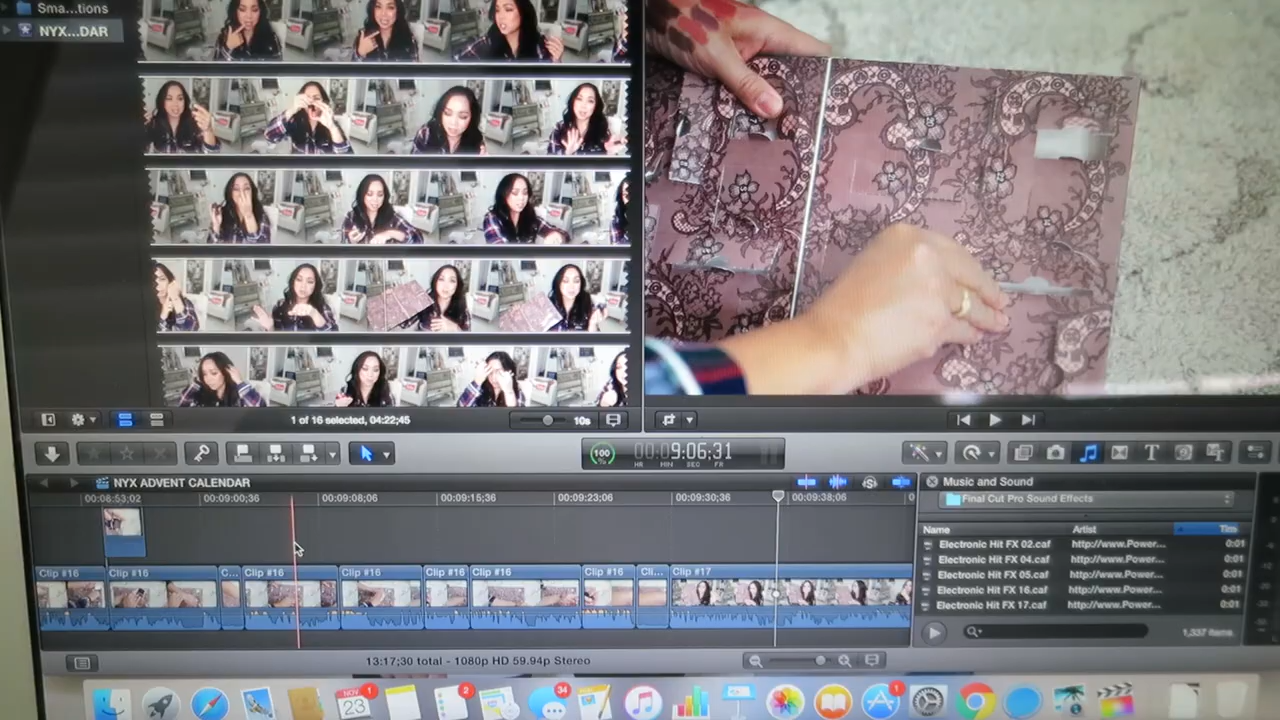 Sma...tions
NYX...DAR
1 of 16 selected, 04:22;45
10s
100
%
00:00:9:06;31
HR MIN SEC FR
T
NYX ADVENT CALENDAR
00:08:53;02
00:09:00;36
00:09:08;06
00:09:15;36
00:09:23;06
00:09:30;36
00:09:38;06
Music and Sound
Final Cut Pro Sound Effects
Name Artist Tim
Electronic Hit FX 02.caf http://www.Power... 0:01
Electronic Hit FX 04.caf http://www.Power... 0:01
Electronic Hit FX 05.caf http://www.Power... 0:01
Electronic Hit FX 16.caf http://www.Power... 0:01
Electronic Hit FX 17.caf http://www.Power... 0:01
1,337 items
Clip #16
Clip #16
C...
Clip #16
Clip #16
Clip #16
Clip #16
Clip #16
Cli...
Clip #17
13:17;30 total - 1080p HD 59.94p Stereo
NOV
23
1
2
34
1